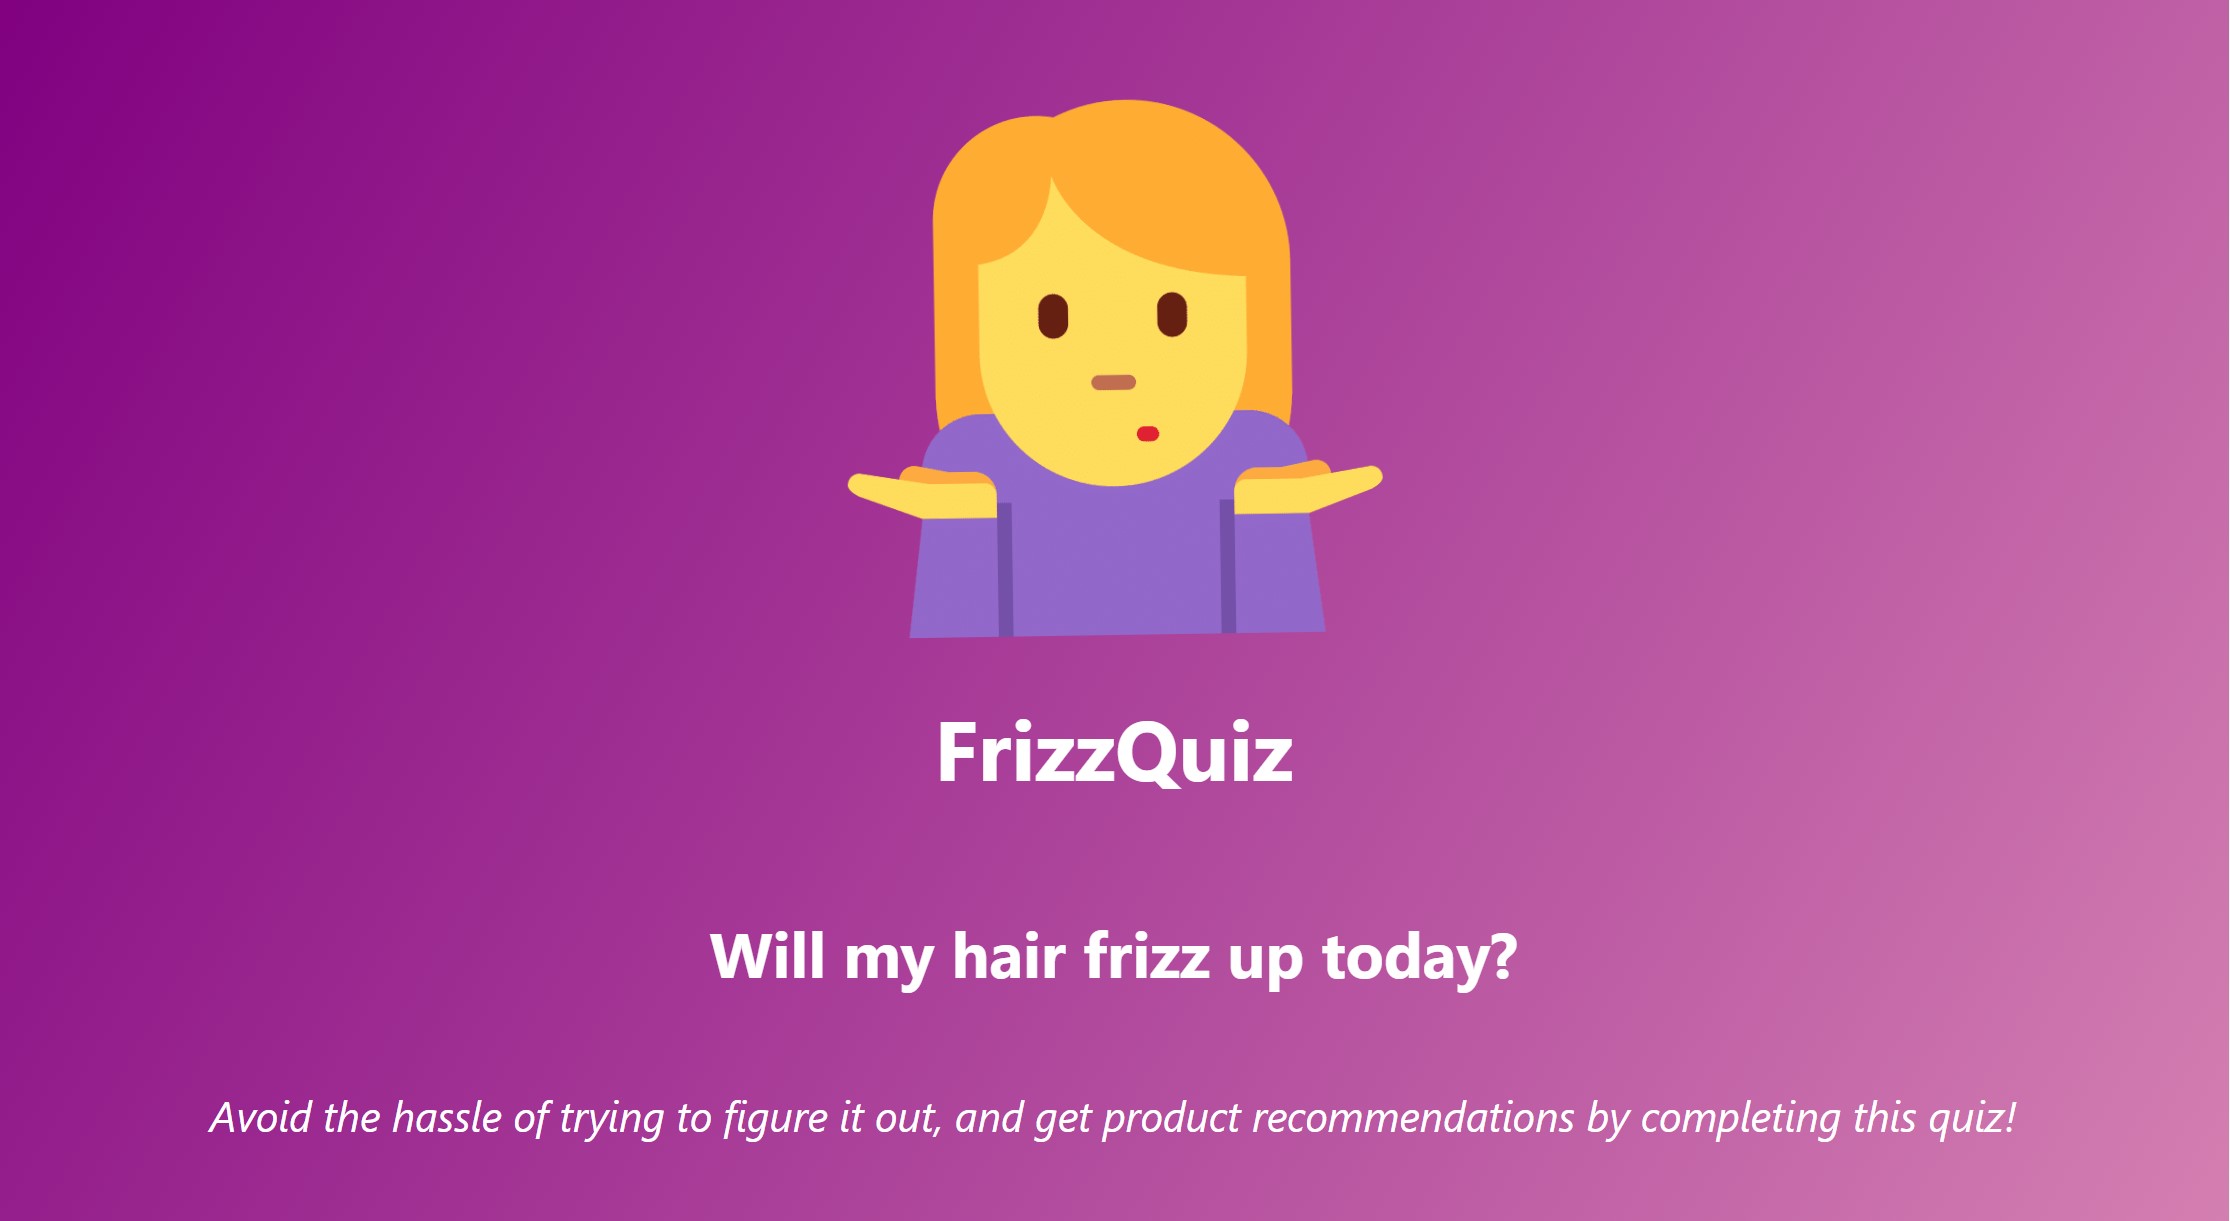 FrizzQuiz
Will my hair frizz up today?
Avoid the hassle of trying to figure it out, and get product recommendations by completing this quiz!